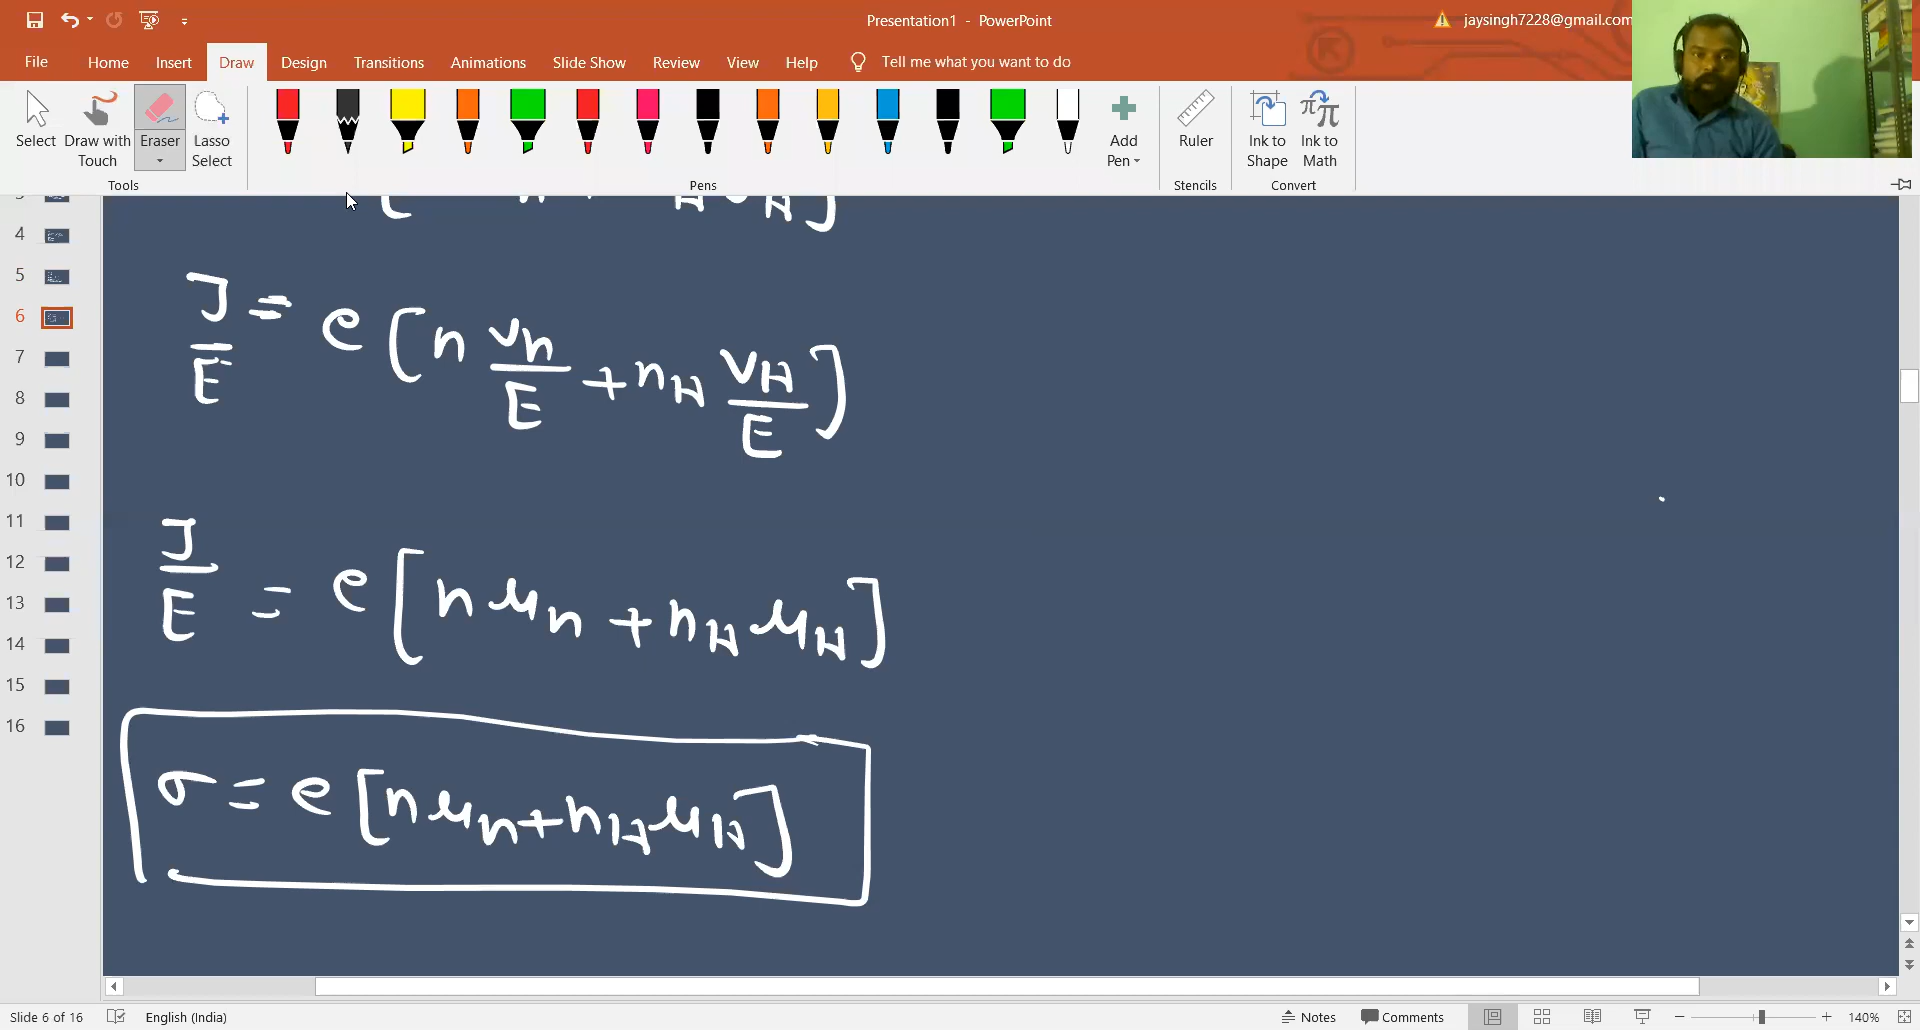 Presentation1 - PowerPoint
jaysingh7228@gmail.com
File Home Insert Draw Design Transitions Animations Slide Show Review View Help Tell me what you want to do
Select Draw with Touch Eraser Lasso Select Add Pen Ruler Ink to Shape Ink to Math
Tools Pens Stencils Convert
4
5
6
7
8
9
10
11
12
13
14
15
16
J/E = e [n vn/E + nH vH/E]
J/E = e [n μn + nH μH]
σ = e [n μn + nH μH]
Slide 6 of 16 English (India) Notes Comments 140%